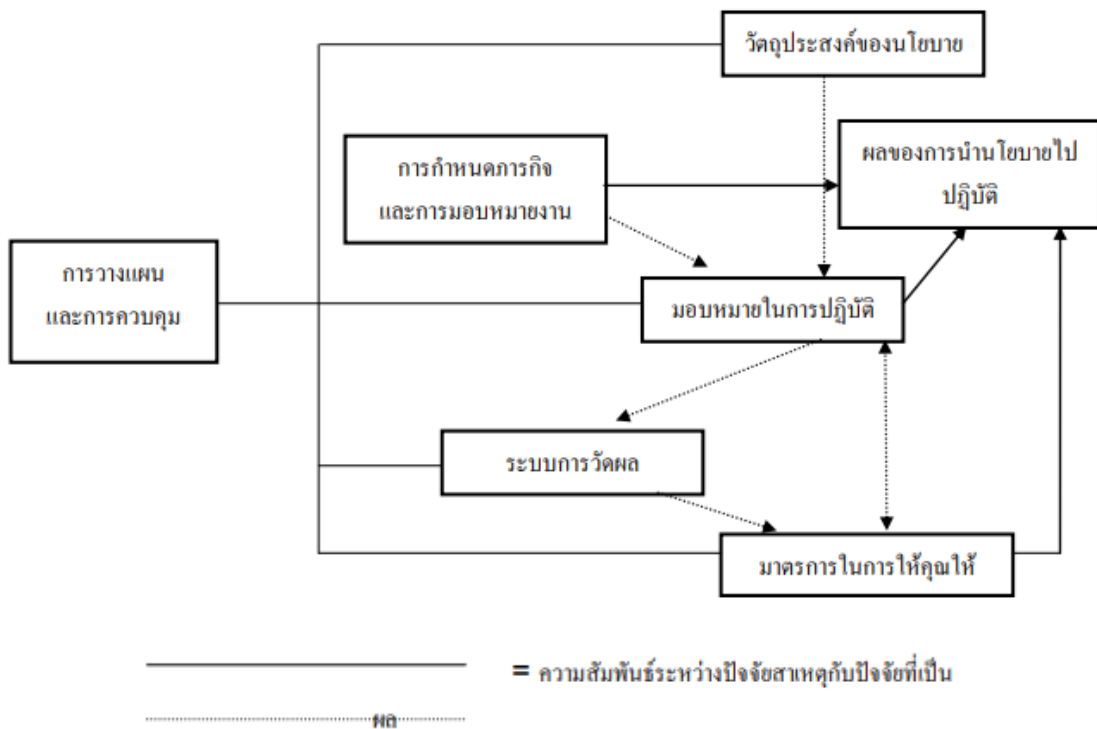 วัตถุประสงค์ของนโยบาย
ผลของการนำนโยบายไป
ปฏิบัติ
การกำหนดภารกิจ
และการมอบหมายงาน
การวางแผน
และการควบคุม
มอบหมายในการปฏิบัติ
ระบบการวัดผล
มาตรการในการให้คุณให้
= ความสัมพันธ์ระหว่างปัจจัยสาเหตุกับปัจจัยที่เป็น
ผล